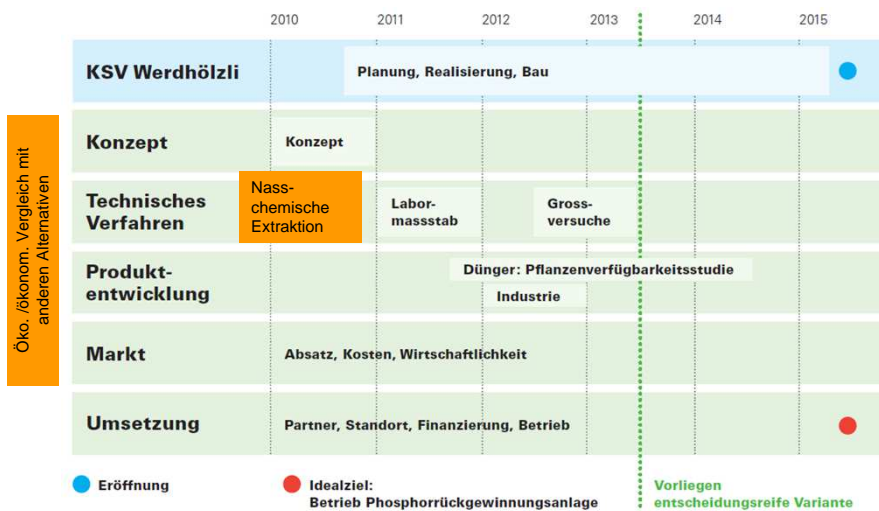 2010 2011 2012 2013 2014 2015
KSV Werdhölzli
Planung, Realisierung, Bau
Öko. /ökonom. Vergleich mit
anderen Alternativen
Konzept
Konzept
Technisches
Verfahren
Nass-
chemische
Extraktion
Labor-
massstab
Gross-
versuche
Produkt-
entwicklung
Dünger: Pflanzenverfügbarkeitsstudie
Industrie
Markt
Absatz, Kosten, Wirtschaftlichkeit
Umsetzung
Partner, Standort, Finanzierung, Betrieb
Eröffnung
Idealziel:
Betrieb Phosphorrückgewinnungsanlage
Vorliegen
entscheidungsreife Variante